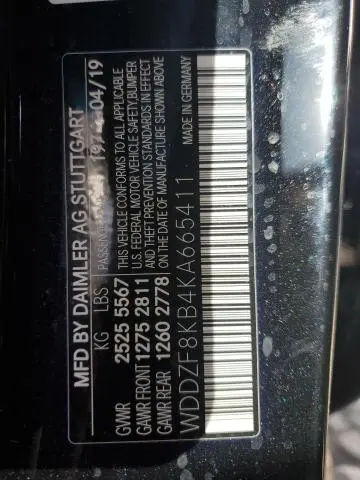 MFD BY DAIMLER AG STUTTGART
PASSENGER 04/19
KG LBS
GVWR 2525 5567
GAWR FRONT 1275 2811
GAWR REAR 1260 2778
THIS VEHICLE CONFORMS TO ALL APPLICABLE
U.S. FEDERAL MOTOR VEHICLE SAFETY, BUMPER
AND THEFT PREVENTION STANDARDS IN EFFECT
ON THE DATE OF MANUFACTURE SHOWN ABOVE.
MADE IN GERMANY
WDDZF8KB4KA665411